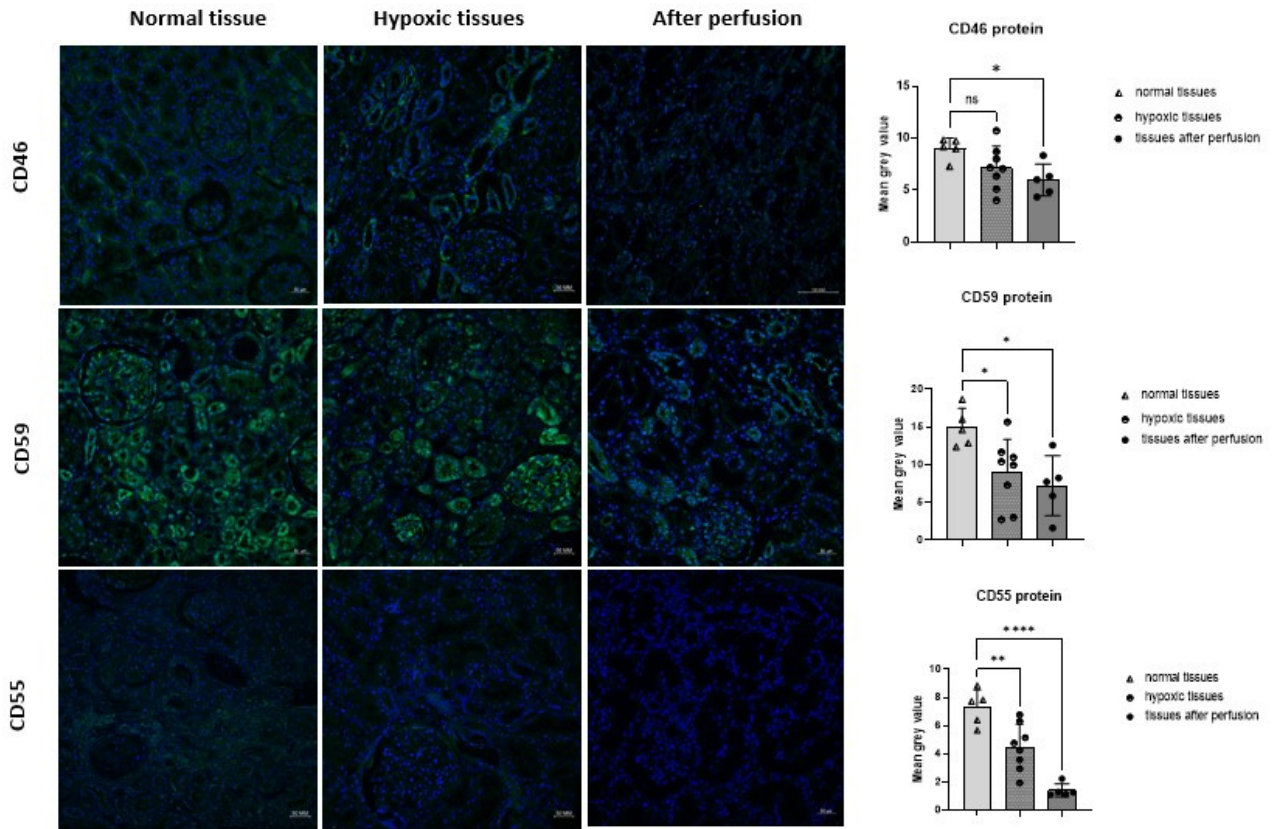 Normal tissue
Hypoxic tissues
After perfusion
CD46
CD59
CD55
CD46 protein
*
ns
Mean grey value
15
10
5
0
normal tissues
hypoxic tissues
tissues after perfusion
CD59 protein
*
*
Mean grey value
20
15
10
5
0
normal tissues
hypoxic tissues
tissues after perfusion
CD55 protein
****
**
Mean grey value
10
8
6
4
2
0
normal tissues
hypoxic tissues
tissues after perfusion